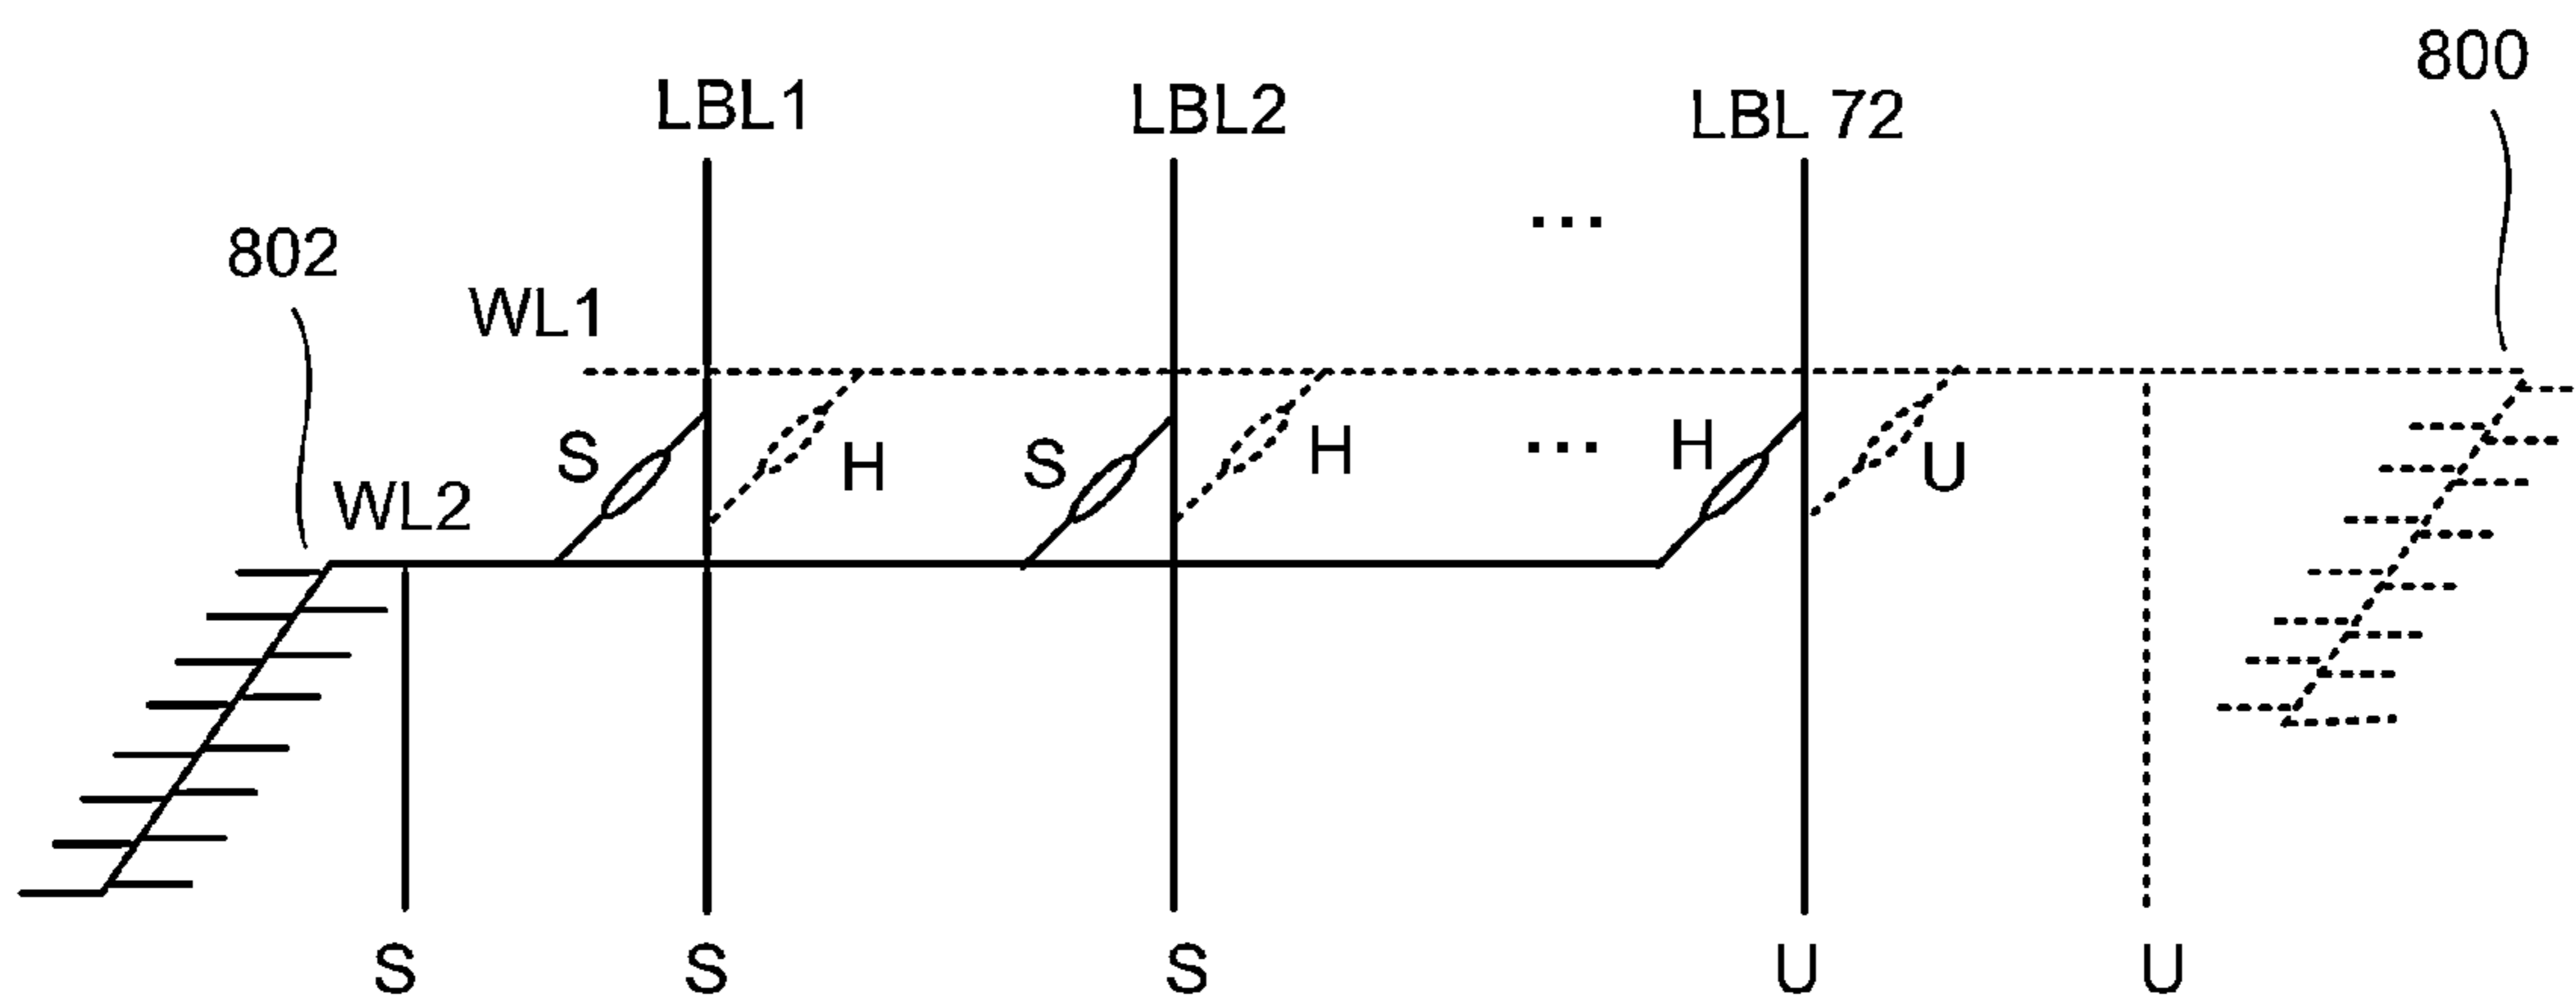 800
LBL1 LBL2 LBL 72
...
802
WL1
S H S H ... H U
WL2
S S S U U